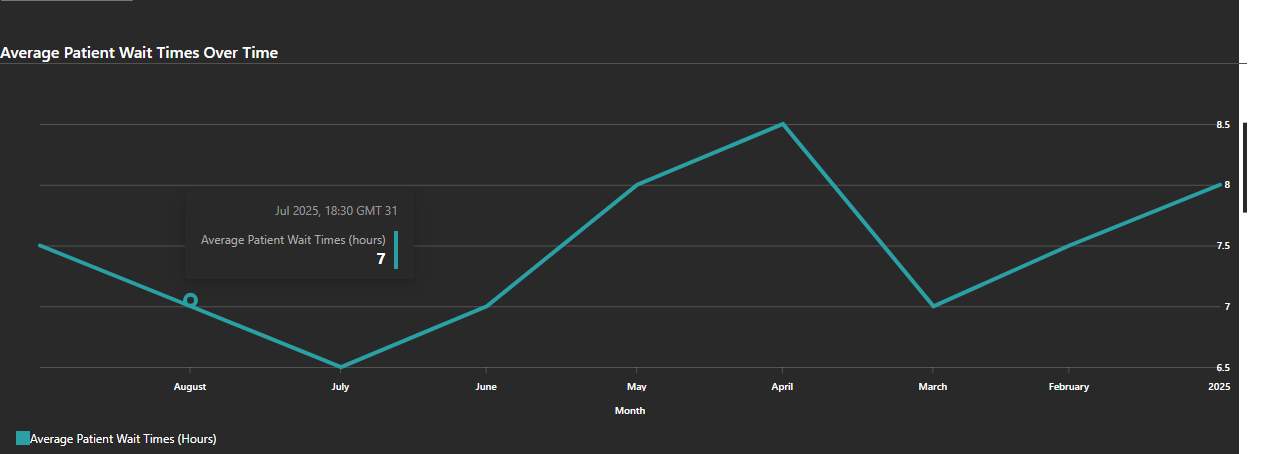 Average Patient Wait Times Over Time
8.5
8
Jul 2025, 18:30 GMT 31
Average Patient Wait Times (hours)
7
7.5
7
6.5
August July June May April March February 2025
Month
Average Patient Wait Times (Hours)